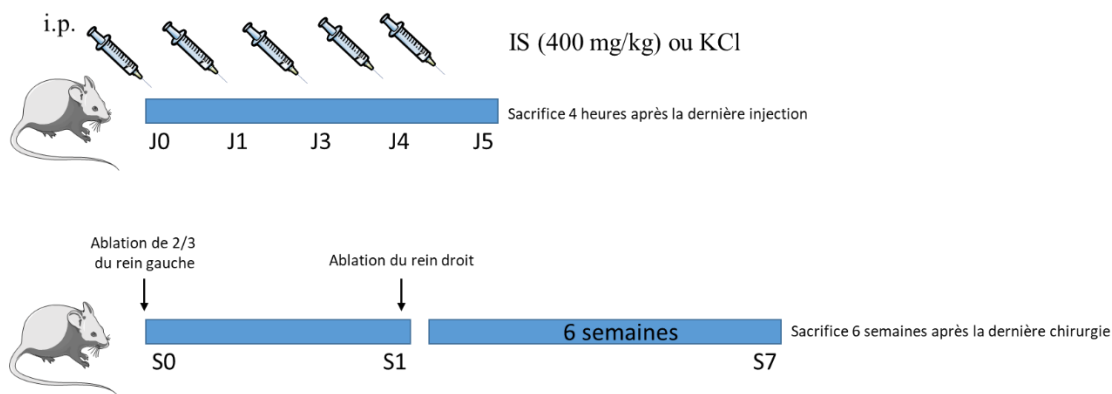 i.p.
IS (400 mg/kg) ou KCl
Sacrifice 4 heures après la dernière injection
J0 J1 J3 J4 J5
Ablation de 2/3
du rein gauche
Ablation du rein droit
6 semaines
Sacrifice 6 semaines après la dernière chirurgie
S0 S1 S7